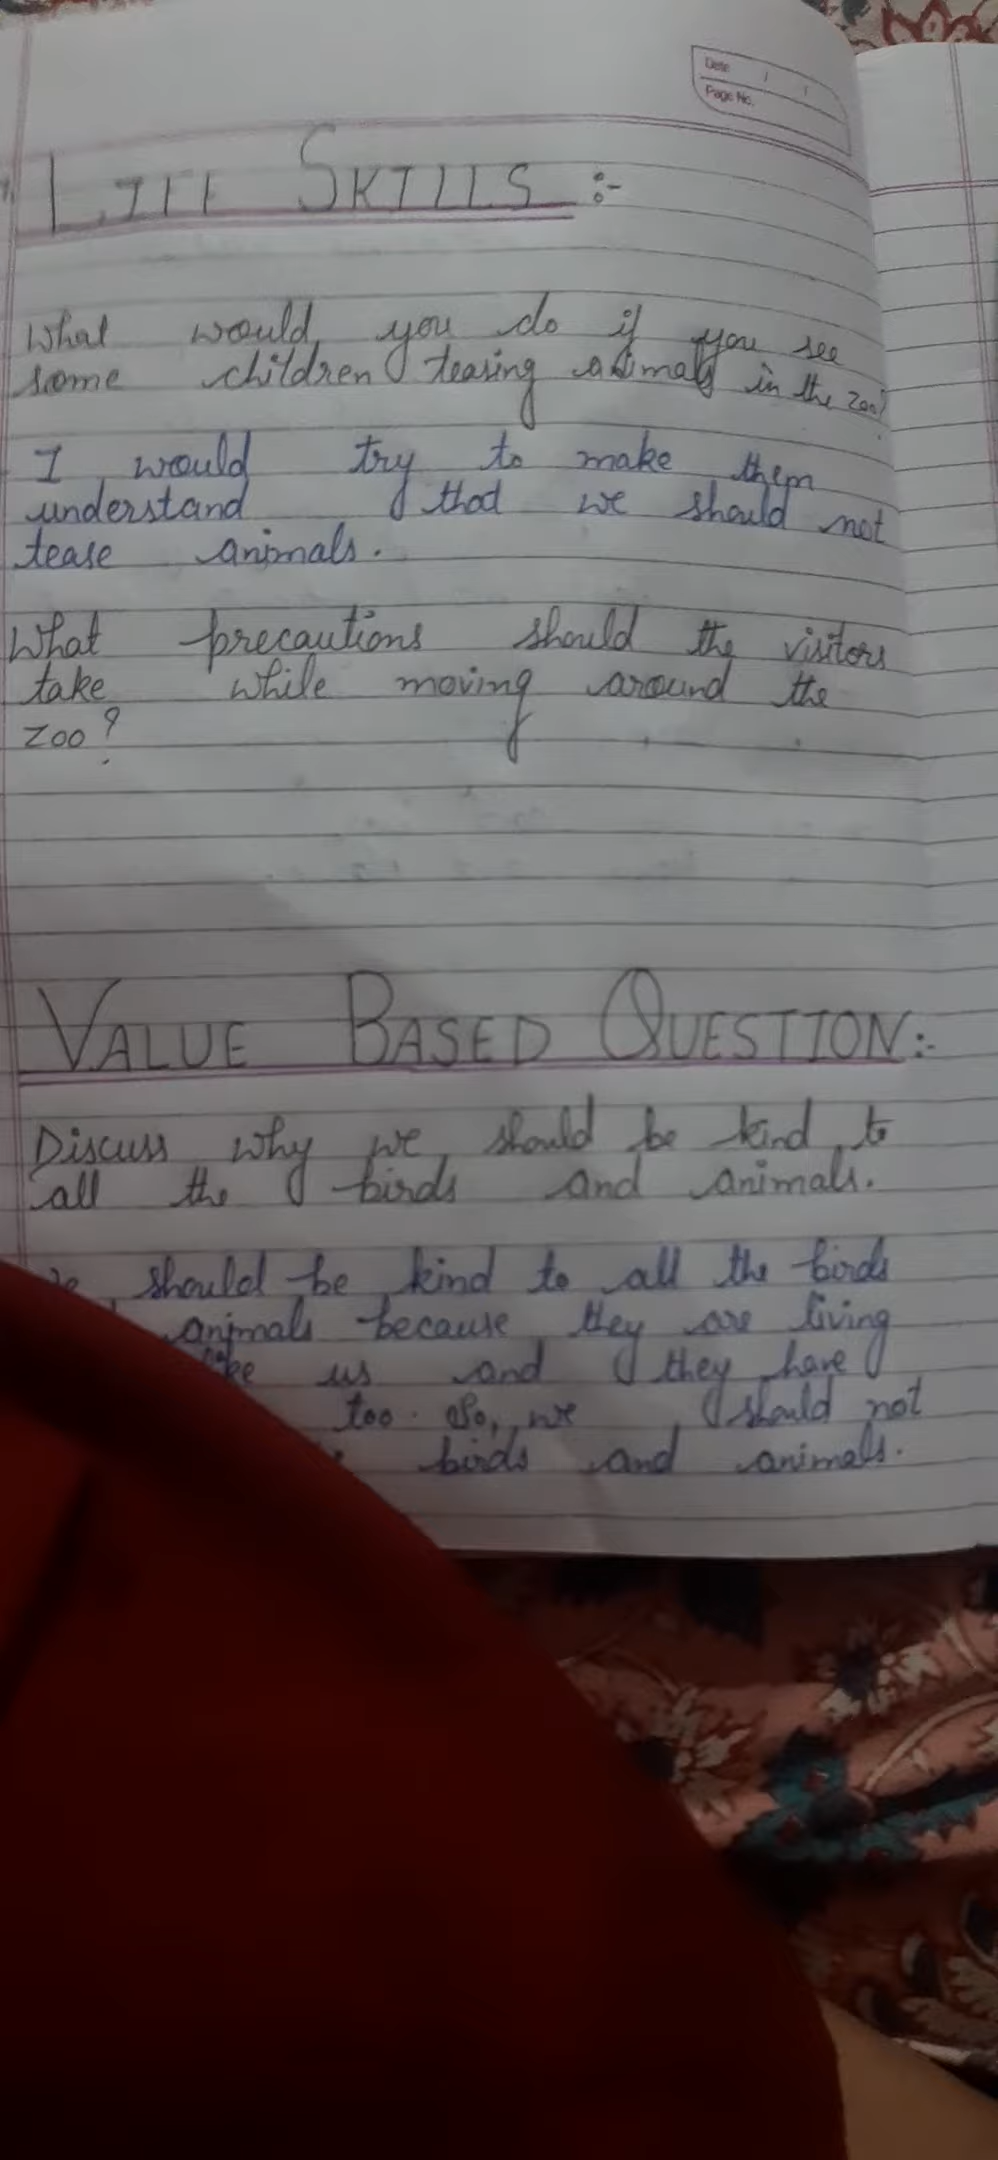 Date / /
Page No.
LIFE SKILLS :-
What would you do if you see
some children teasing animals in the zoo?
I would try to make them
understand that we should not
tease animals.
What precautions should the visitors
take while moving around the
zoo?
VALUE BASED QUESTION :-
Discuss why we should be kind to
all the birds and animals.
should be kind to all the birds
animals because they are living
us and they have
too. So, we should not
birds and animals.